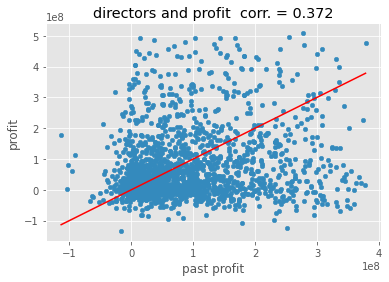 directors and profit  corr. = 0.372
1e8
5
4
3
2
1
0
−1
profit
−1
0
1
2
3
4
past profit
1e8